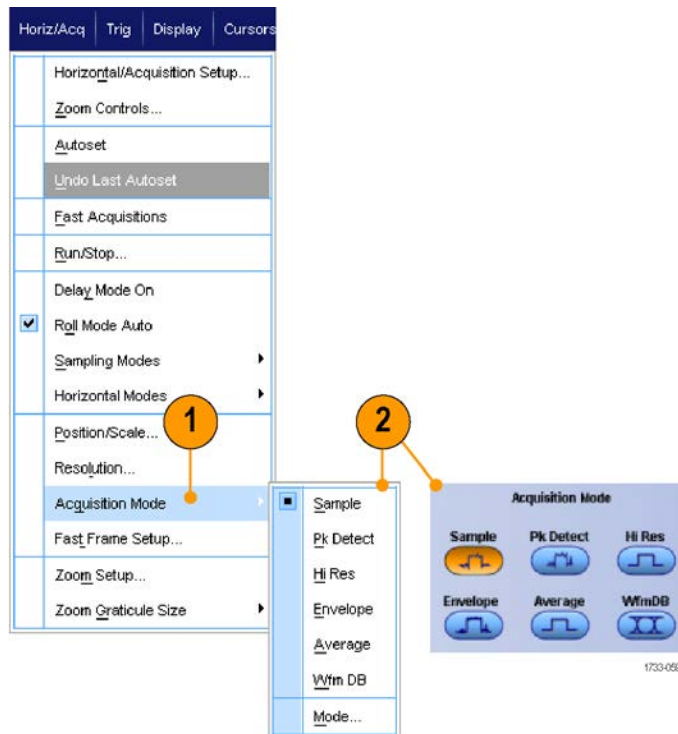 Horiz/Acq Trig Display Cursors
Horizontal/Acquisition Setup...
Zoom Controls...
Autoset
Undo Last Autoset
Fast Acquisitions
Run/Stop...
Delay Mode On
Roll Mode Auto
Sampling Modes
Horizontal Modes
Position/Scale...
Resolution...
Acquisition Mode
Fast Frame Setup...
Zoom Setup...
Zoom Graticule Size
1
2
Sample
Pk Detect
Hi Res
Envelope
Average
Wfm DB
Mode...
Acquisition Mode
Sample Pk Detect Hi Res
Envelope Average WfmDB